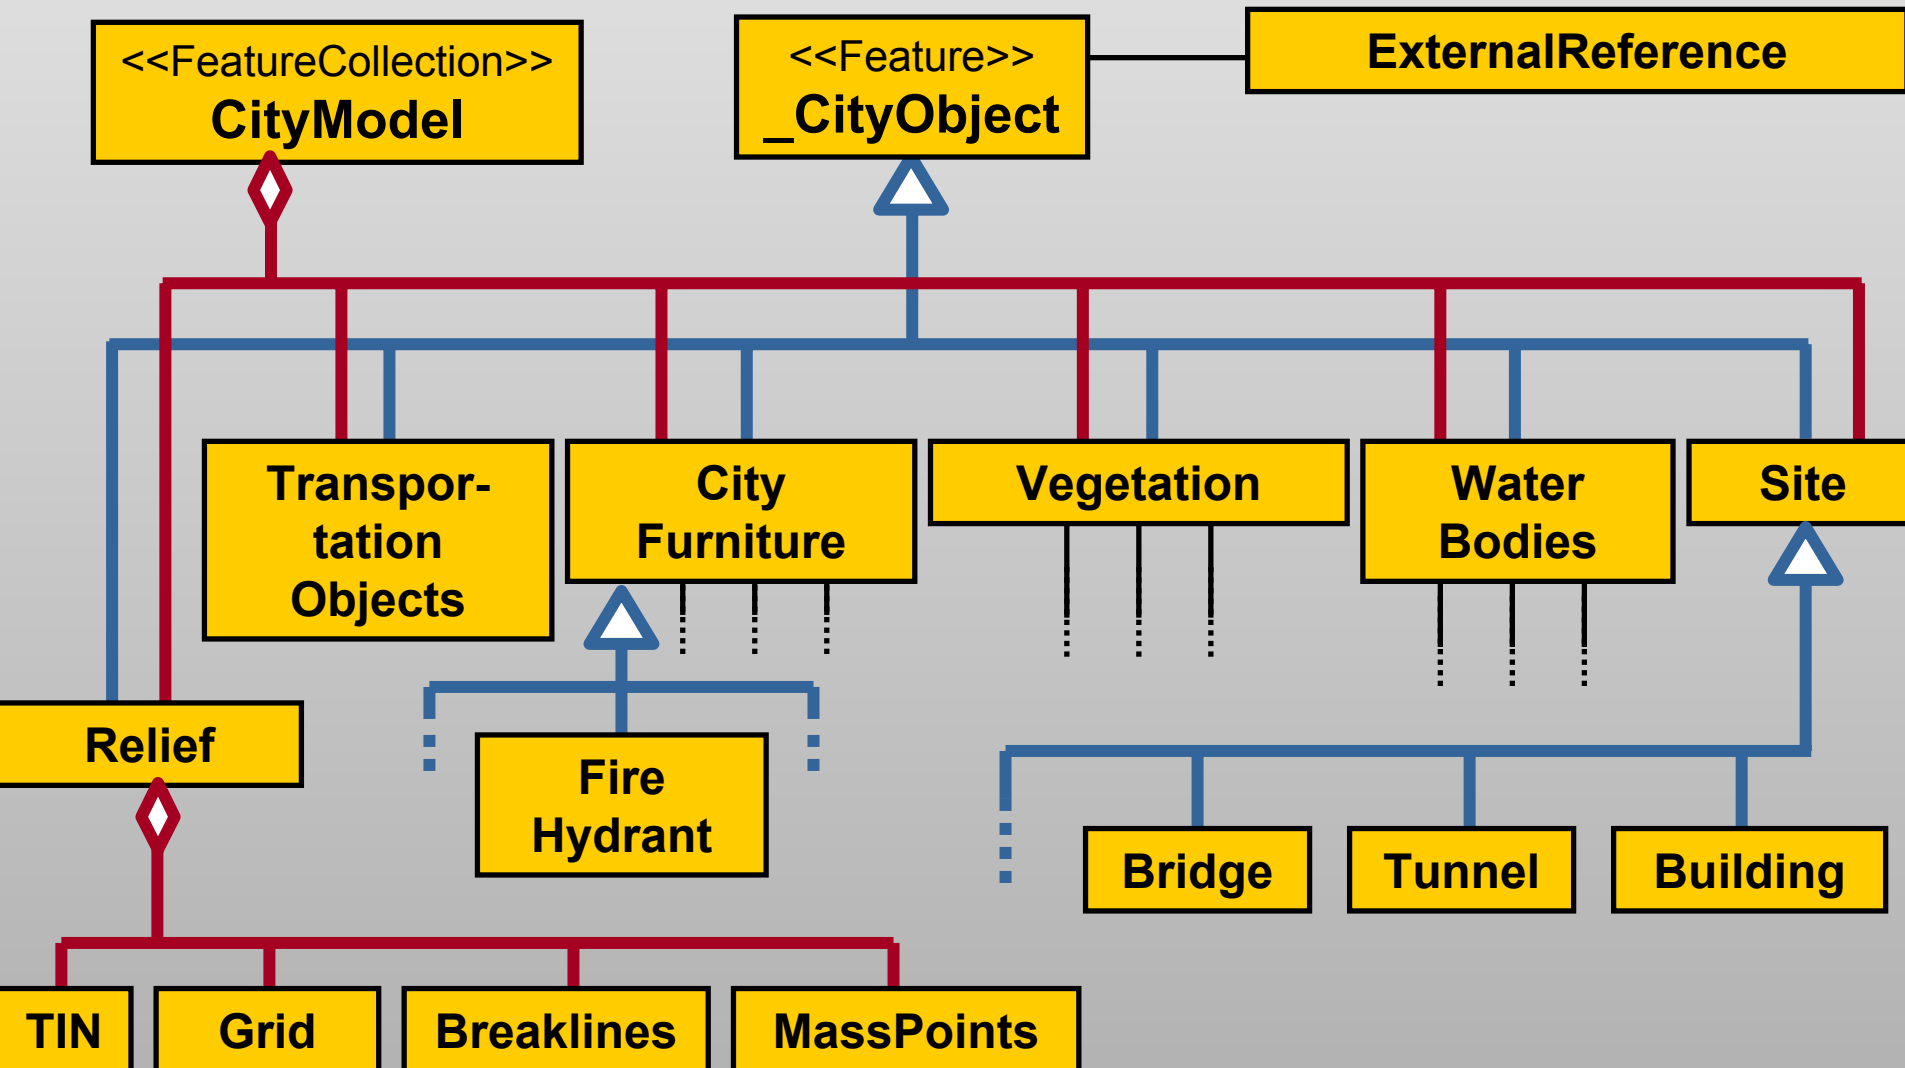 <<FeatureCollection>>
CityModel
<<Feature>>
_CityObject
ExternalReference
Transpor-
tation
Objects
City
Furniture
Vegetation
Water
Bodies
Site
Relief
Fire
Hydrant
Bridge
Tunnel
Building
TIN
Grid
Breaklines
MassPoints